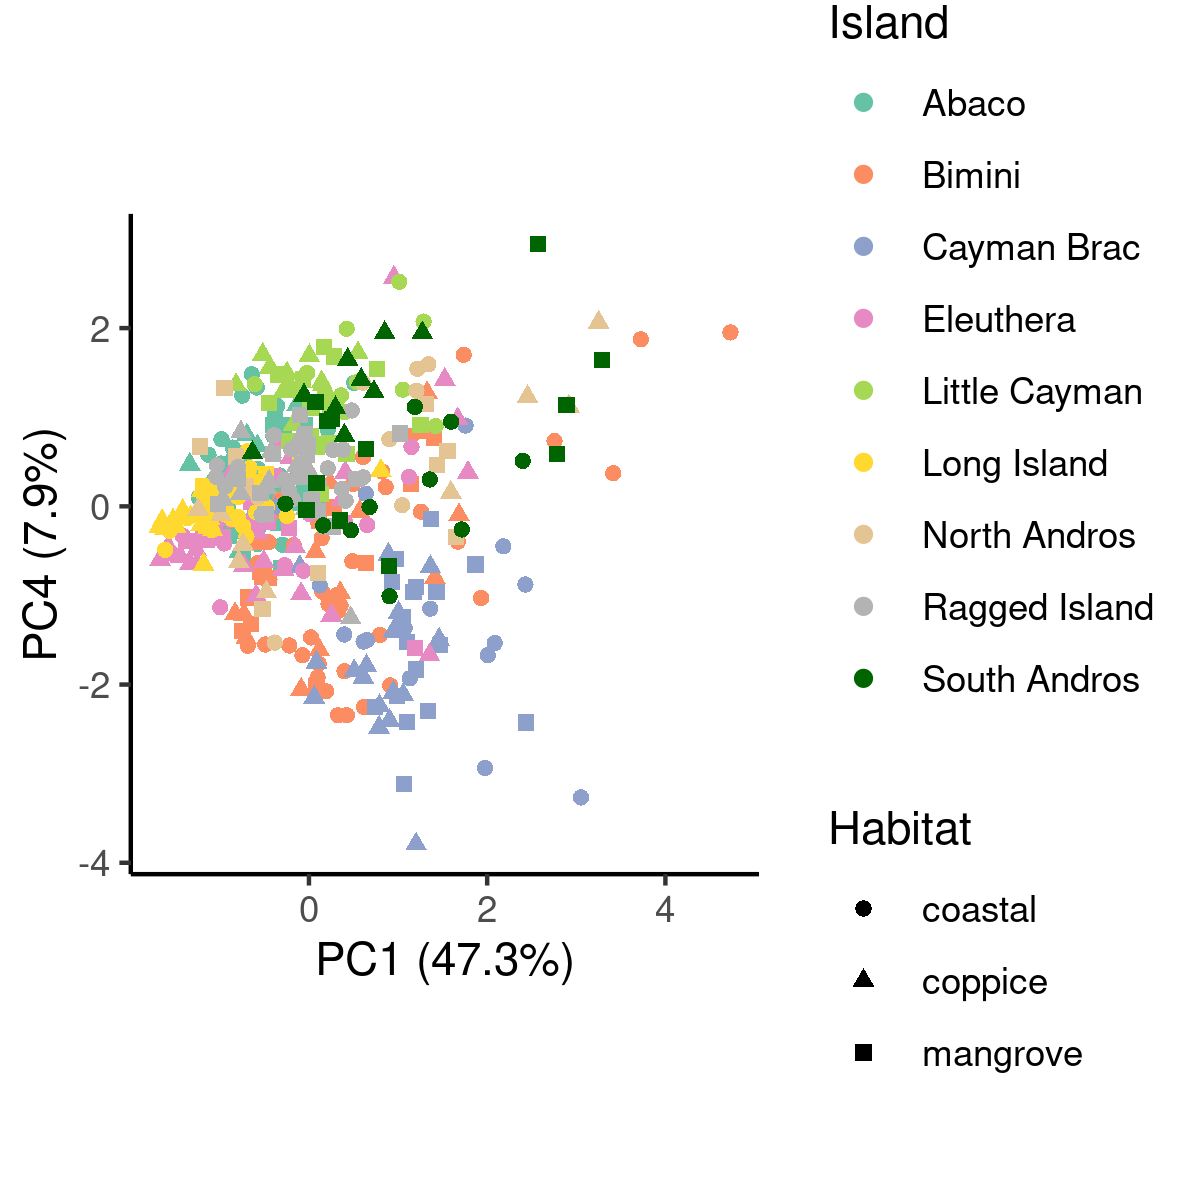 Island
Abaco
Bimini
Cayman Brac
Eleuthera
Little Cayman
Long Island
North Andros
Ragged Island
South Andros
Habitat
coastal
coppice
mangrove
PC4 (7.9%)
2
0
-2
-4
0
2
4
PC1 (47.3%)